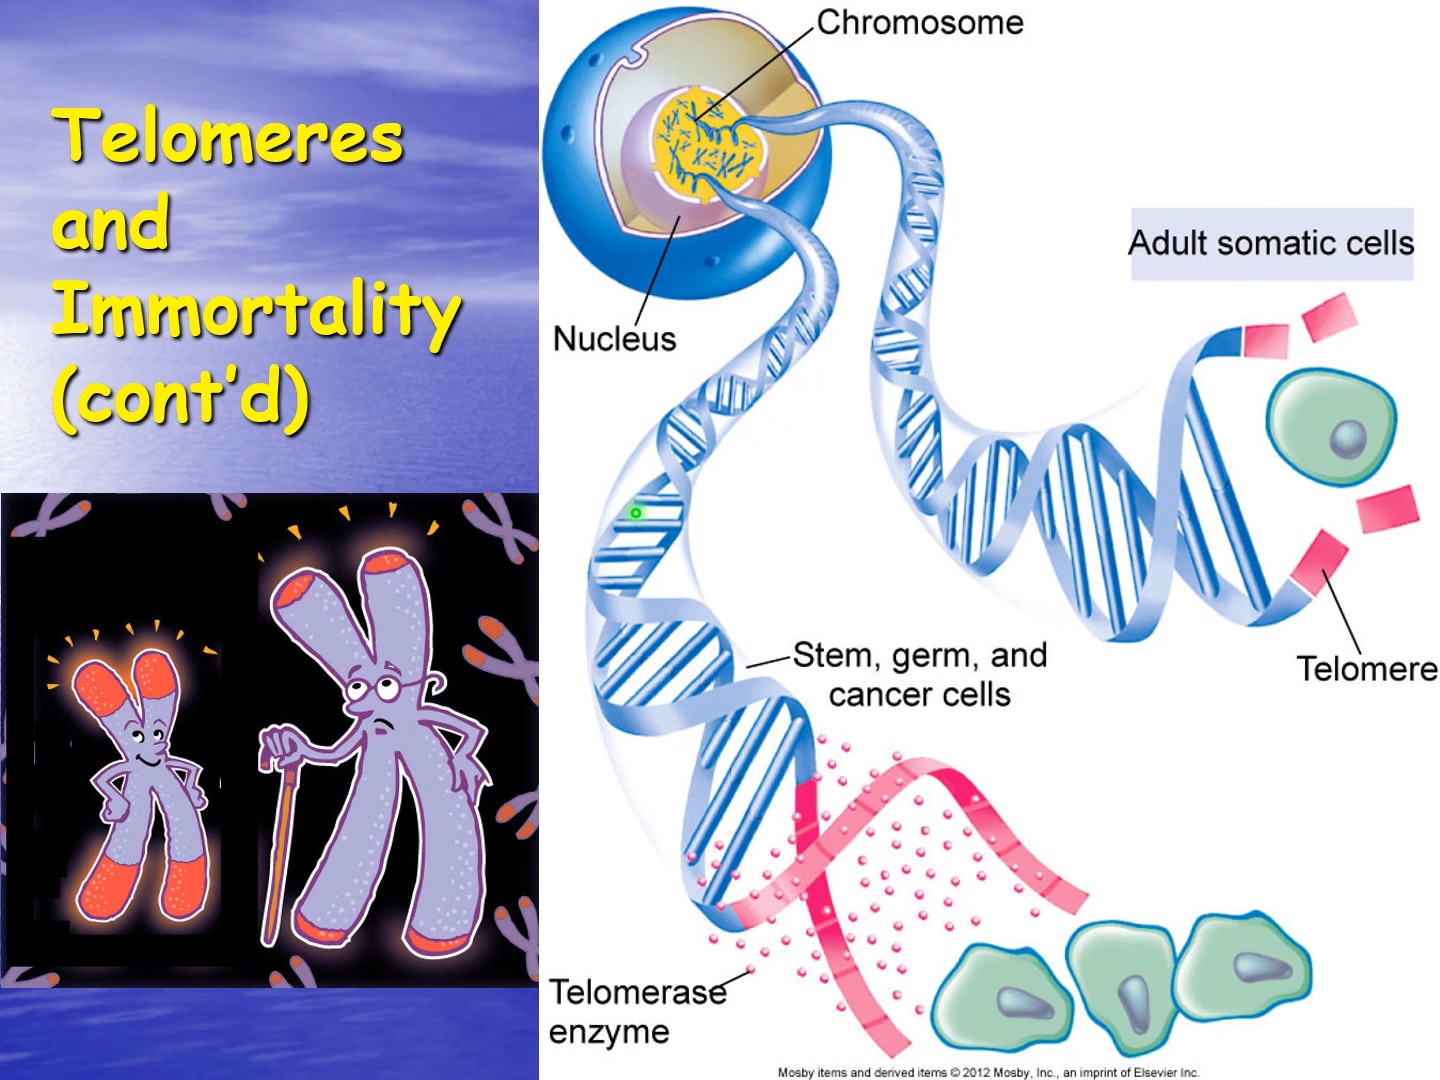 Telomeres
and
Immortality
(cont’d)
Chromosome
Adult somatic cells
Nucleus
Stem, germ, and
cancer cells
Telomere
Telomerase
enzyme
Mosby items and derived items © 2012 Mosby, Inc., an imprint of Elsevier Inc.